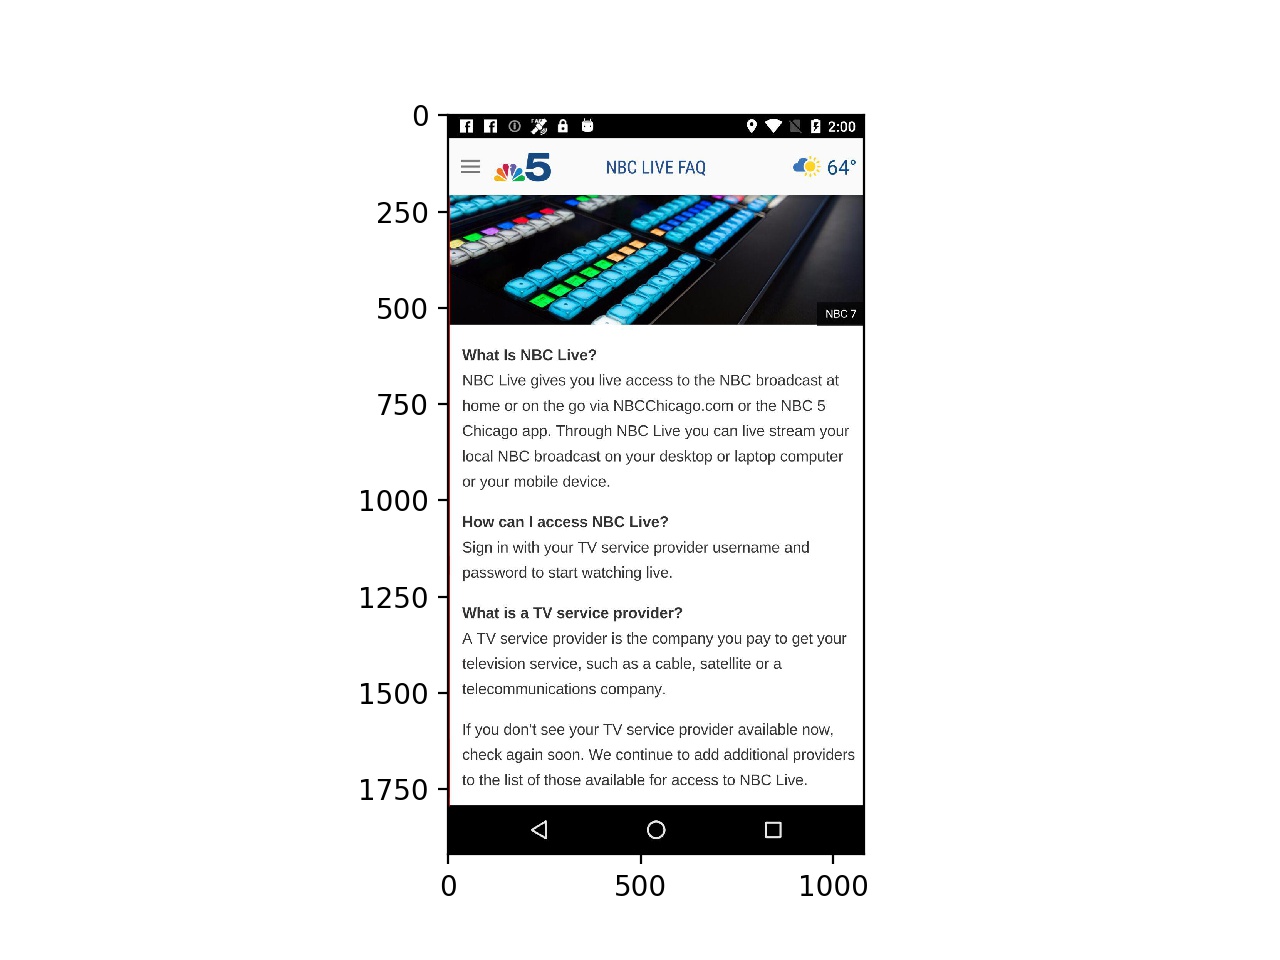 0
250
500
750
1000
1250
1500
1750
0
500
1000
2:00
5
NBC LIVE FAQ
64°
NBC 7
What Is NBC Live?
NBC Live gives you live access to the NBC broadcast at
home or on the go via NBCChicago.com or the NBC 5
Chicago app. Through NBC Live you can live stream your
local NBC broadcast on your desktop or laptop computer
or your mobile device.
How can I access NBC Live?
Sign in with your TV service provider username and
password to start watching live.
What is a TV service provider?
A TV service provider is the company you pay to get your
television service, such as a cable, satellite or a
telecommunications company.
If you don't see your TV service provider available now,
check again soon. We continue to add additional providers
to the list of those available for access to NBC Live.